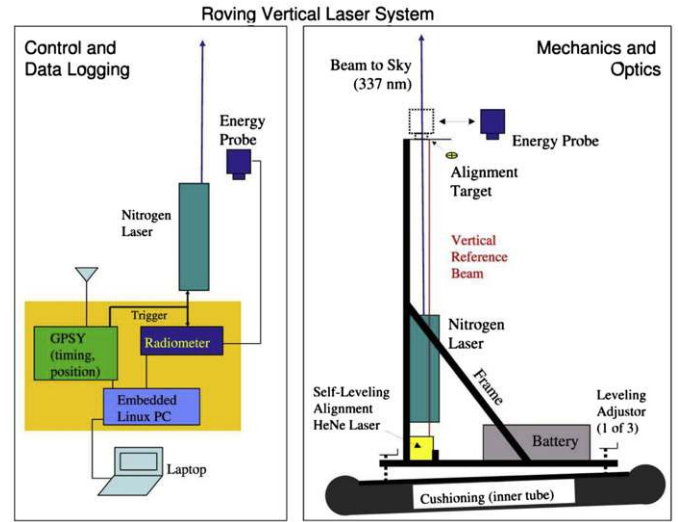 Roving Vertical Laser System
Control and
Data Logging
Energy
Probe
Nitrogen
Laser
Trigger
GPSY
(timing,
position)
Radiometer
Embedded
Linux PC
Laptop
Mechanics and
Optics
Beam to Sky
(337 nm)
Energy Probe
Alignment
Target
Vertical
Reference
Beam
Nitrogen
Laser
Frame
Self-Leveling
Alignment
HeNe Laser
Leveling
Adjustor
(1 of 3)
Battery
Cushioning (inner tube)